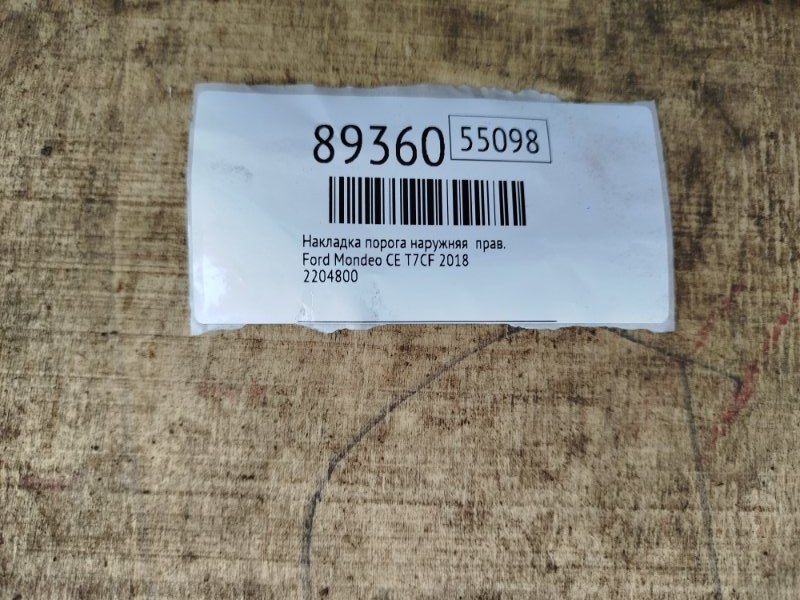 89360 55098
Накладка порога наружняя прав.
Ford Mondeo CE T7CF 2018
2204800